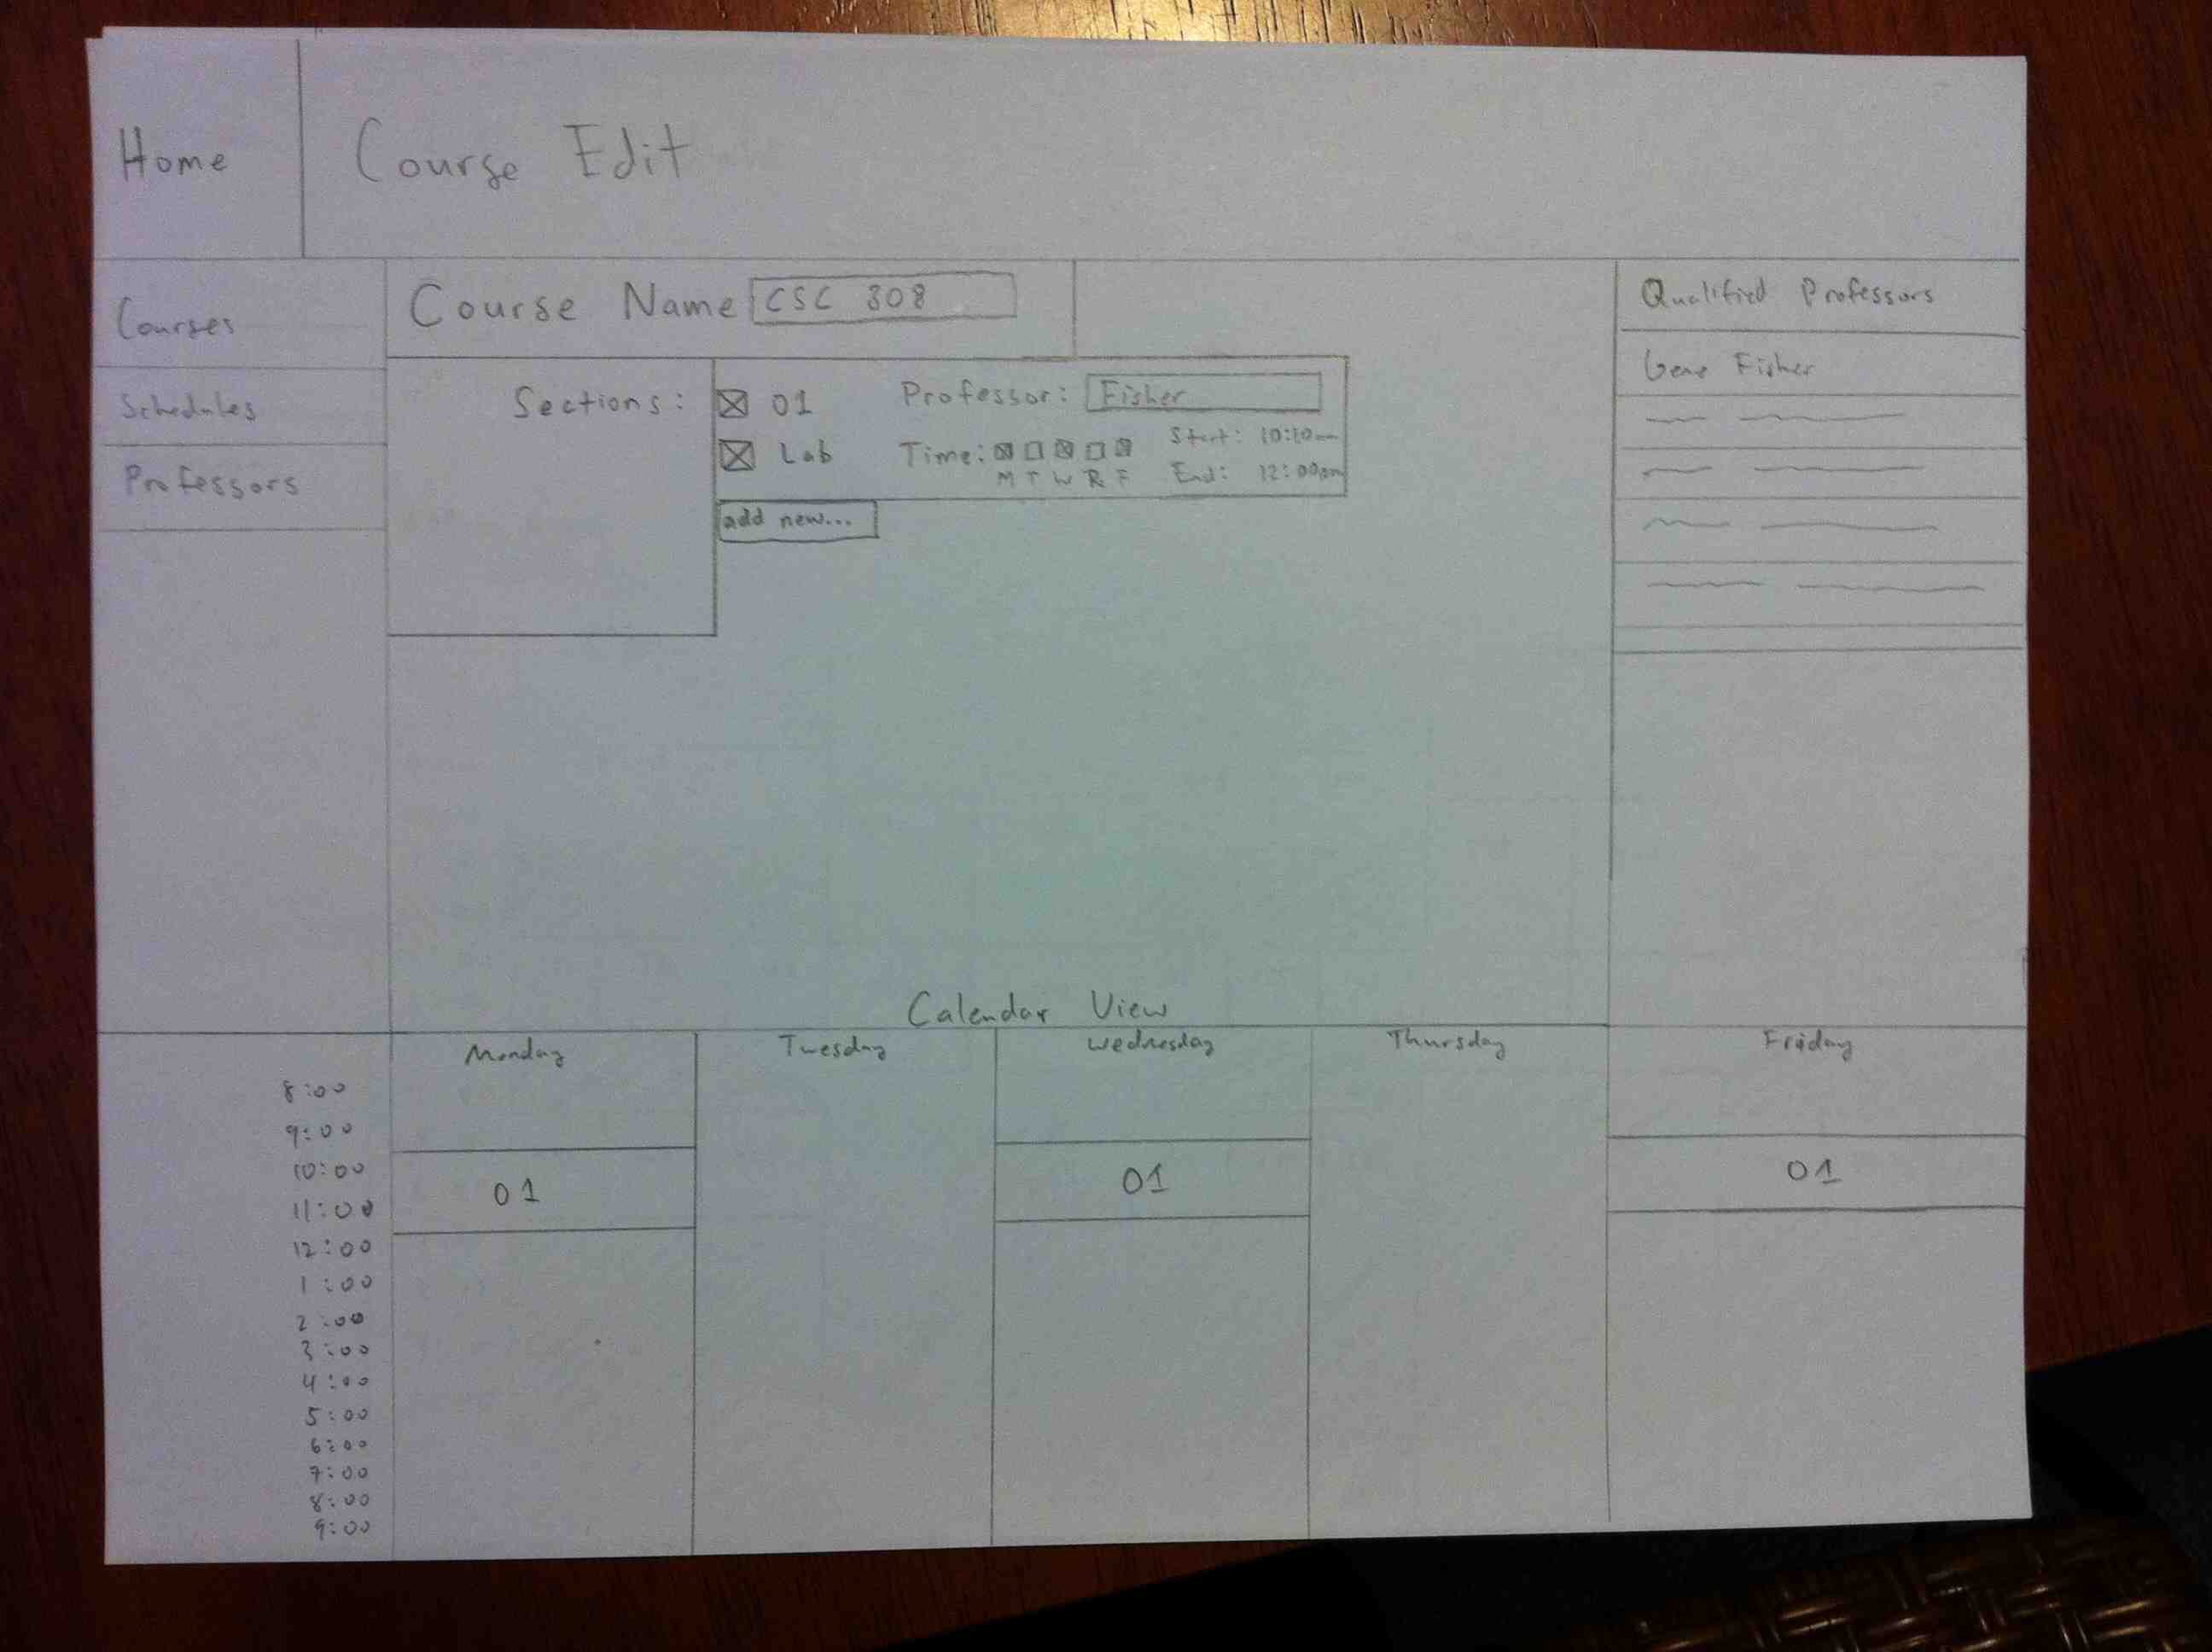 Home
Course Edit
Courses
Schedules
Professors
Course Name CSC 308
Sections:
01
Lab
Professor: Fisher
Time:
M T W R F
Start: 10:10am
End: 12:00pm
add new...
Qualified Professors
Gene Fisher
Calendar View
Monday Tuesday Wednesday Thursday Friday
8:00
9:00
10:00
01 01 01
11:00
12:00
1:00
2:00
3:00
4:00
5:00
6:00
7:00
8:00
9:00